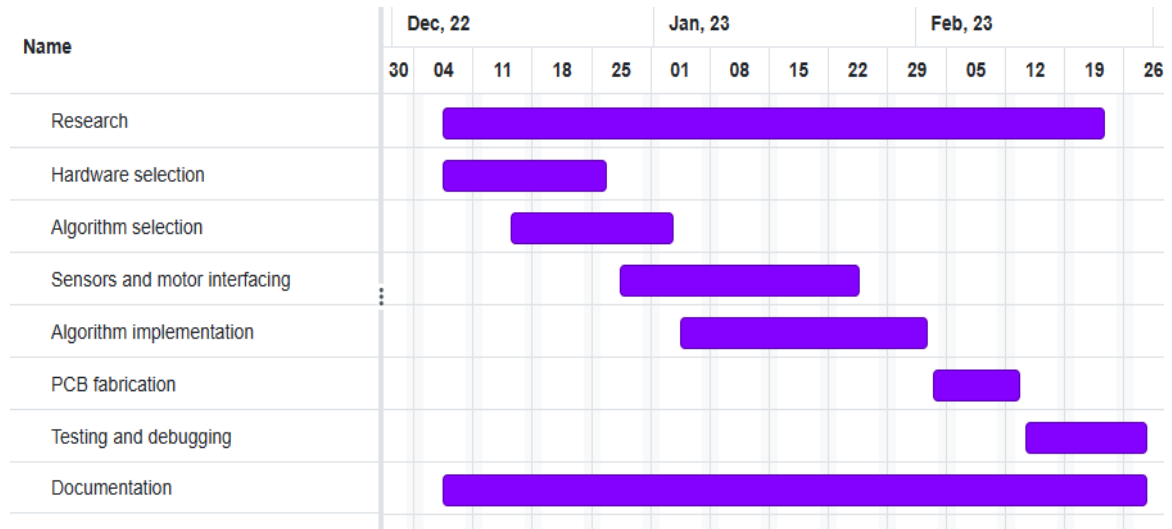 Name
Dec, 22 Jan, 23 Feb, 23
30 04 11 18 25 01 08 15 22 29 05 12 19 26
Research
Hardware selection
Algorithm selection
Sensors and motor interfacing
Algorithm implementation
PCB fabrication
Testing and debugging
Documentation